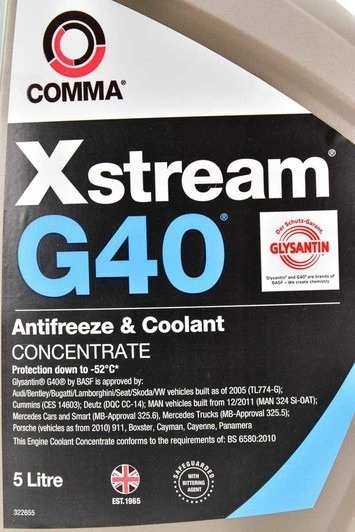 COMMA®
Xstream®
G40®
Der Schutz-Garant
GLYSANTIN
Glysantin® and G40® are brands of
BASF – We create chemistry
Antifreeze & Coolant
CONCENTRATE
Protection down to -52°C*
Glysantin® G40® by BASF is approved by:
Audi/Bentley/Bugatti/Lamborghini/Seat/Skoda/VW vehicles built as of 2005 (TL774-G);
Cummins (CES 14603); Deutz (DQC CC-14); MAN vehicles built from 12/2011 (MAN 324 Si-OAT);
Mercedes Cars and Smart (MB-Approval 325.6), Mercedes Trucks (MB-Approval 325.5);
Porsche (vehicles as from 2010) 911, Boxster, Cayman, Cayenne, Panamera
This Engine Coolant Concentrate conforms to the requirements of: BS 6580:2010
5 Litre
EST.1965
SAFEGUARDED
WITH
BITTERING
AGENT
322655